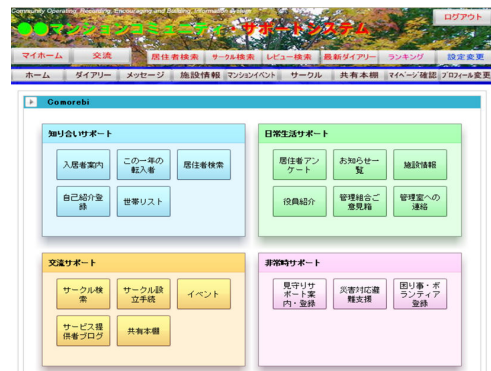 Community Operating, Recording, Encouraging and Building, Information System
ログアウト
●●マンションコミュニティ・サポートシステム
マイホーム 交流 居住者検索 サークル検索 レビュー検索 最新ダイアリー ランキング 設定変更
ホーム ダイアリー メッセージ 施設情報 マンションイベント サークル 共有本棚 マイページ確認 プロフィール変更
Comorebi
知り合いサポート
入居者案内
この一年の
転入者
居住者検索
自己紹介登
録
世帯リスト
日常生活サポート
居住者アン
ケート
お知らせ一
覧
施設情報
役員紹介
管理組合ご
意見箱
管理室への
連絡
交流サポート
サークル検
索
サークル設
立手続
イベント
サービス提
供者ブログ
共有本棚
非常時サポート
見守りサ
ポート案
内・登録
災害対応避
難支援
困り事・ボ
ランティア
登録